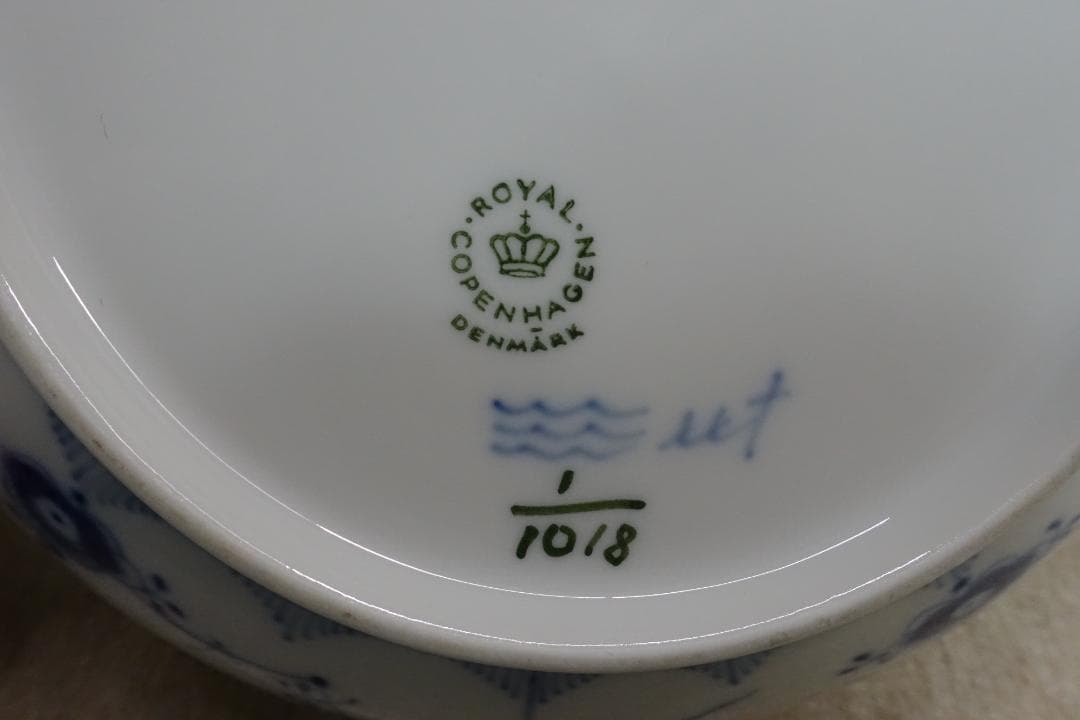 ROYAL
COPENHAGEN
DENMARK
1
1018